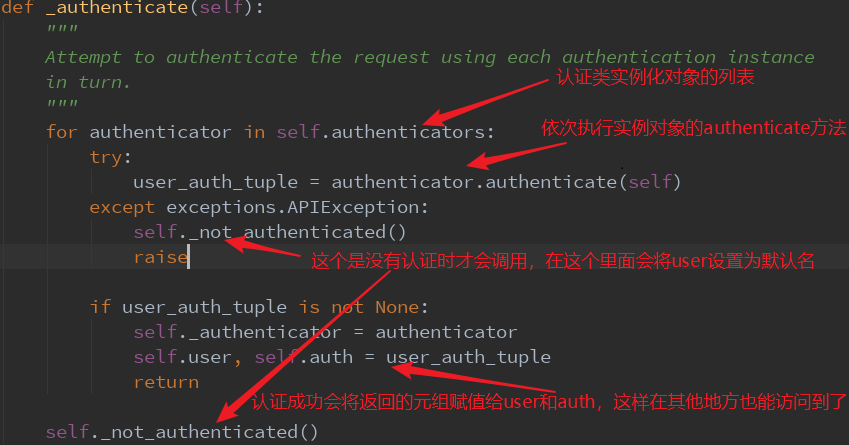 def _authenticate(self):
"""
Attempt to authenticate the request using each authentication instance
in turn.
认证类实例化对象的列表
"""
for authenticator in self.authenticators:
依次执行实例对象的authenticate方法
try:
user_auth_tuple = authenticator.authenticate(self)
except exceptions.APIException:
self._not_authenticated()
raise
这个是没有认证时才会调用，在这个里面会将user设置为默认名
if user_auth_tuple is not None:
self._authenticator = authenticator
self.user, self.auth = user_auth_tuple
return
认证成功会将返回的元组赋值给user和auth，这样在其他地方也能访问到了
self._not_authenticated()